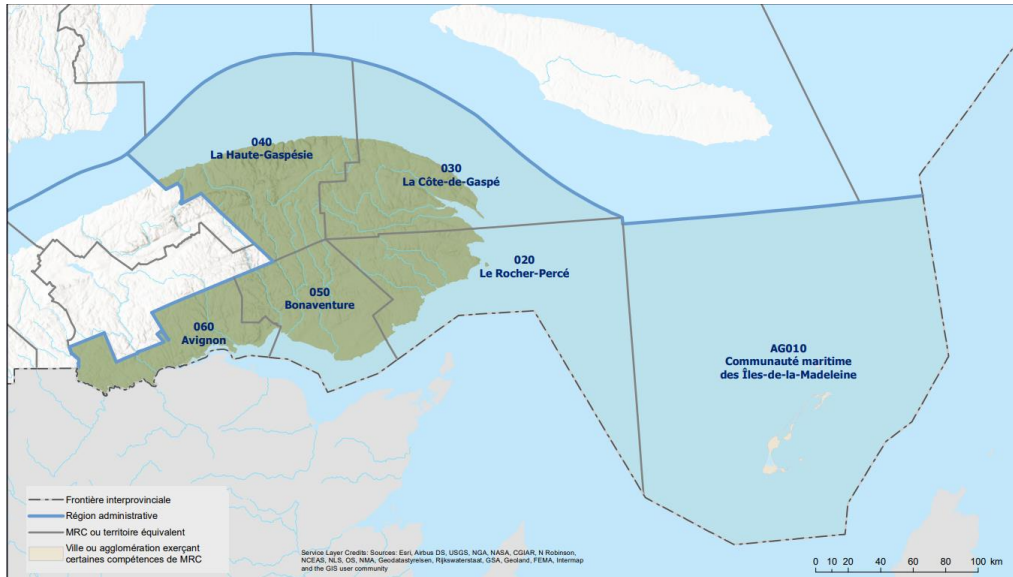 040
La Haute-Gaspésie
030
La Côte-de-Gaspé
020
Le Rocher-Percé
050
Bonaventure
060
Avignon
AG010
Communauté maritime
des Îles-de-la-Madeleine
Frontière interprovinciale
Région administrative
MRC ou territoire équivalent
Ville ou agglomération exerçant
certaines compétences de MRC
Service Layer Credits: Sources: Esri, Airbus DS, USGS, NGA, NASA, CGIAR, N Robinson,
NCEAS, NLS, OS, NMA, Geodatastyrelsen, Rijkswaterstaat, GSA, Geoland, FEMA, Intermap
and the GIS user community
0 10 20 40 60 80 100 km